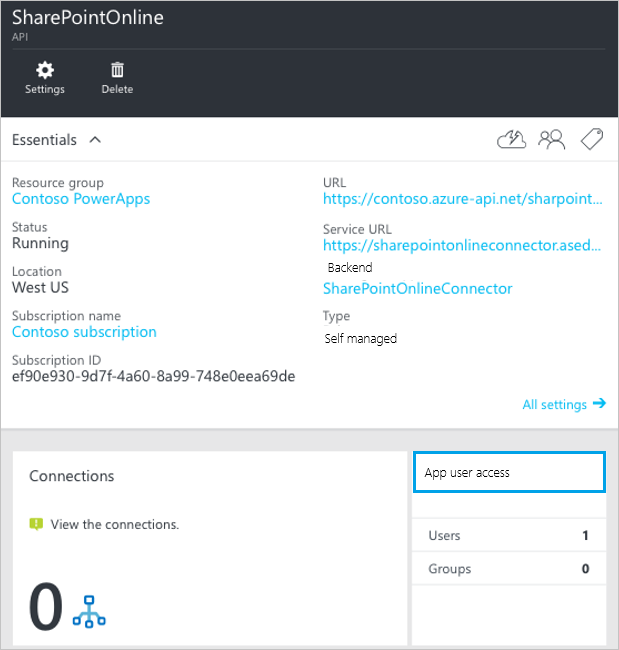 SharePointOnline
API
Settings
Delete
Essentials
Resource group
Contoso PowerApps
Status
Running
Location
West US
Subscription name
Contoso subscription
Subscription ID
ef90e930-9d7f-4a60-8a99-748e0eea69de
URL
https://contoso.azure-api.net/sharpoint...
Service URL
https://sharepointonlineconnector.ased...
Backend
SharePointOnlineConnector
Type
Self managed
All settings
Connections
View the connections.
0
App user access
Users 1
Groups 0